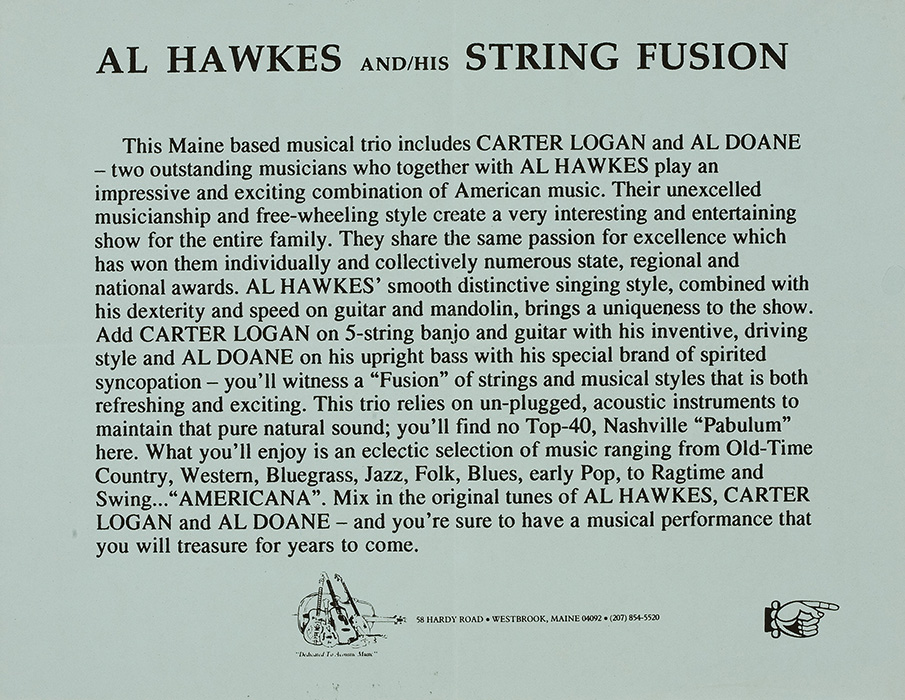 AL HAWKES AND/HIS STRING FUSION
This Maine based musical trio includes CARTER LOGAN and AL DOANE
– two outstanding musicians who together with AL HAWKES play an
impressive and exciting combination of American music. Their unexcelled
musicianship and free-wheeling style create a very interesting and entertaining
show for the entire family. They share the same passion for excellence which
has won them individually and collectively numerous state, regional and
national awards. AL HAWKES’ smooth distinctive singing style, combined with
his dexterity and speed on guitar and mandolin, brings a uniqueness to the show.
Add CARTER LOGAN on 5-string banjo and guitar with his inventive, driving
style and AL DOANE on his upright bass with his special brand of spirited
syncopation – you’ll witness a “Fusion” of strings and musical styles that is both
refreshing and exciting. This trio relies on un-plugged, acoustic instruments to
maintain that pure natural sound; you’ll find no Top-40, Nashville “Pabulum”
here. What you’ll enjoy is an eclectic selection of music ranging from Old-Time
Country, Western, Bluegrass, Jazz, Folk, Blues, early Pop, to Ragtime and
Swing...“AMERICANA”. Mix in the original tunes of AL HAWKES, CARTER
LOGAN and AL DOANE – and you’re sure to have a musical performance that
you will treasure for years to come.
58 HARDY ROAD • WESTBROOK, MAINE 04092 • (207) 854-5520
"Dedicated To Acoustic Music"